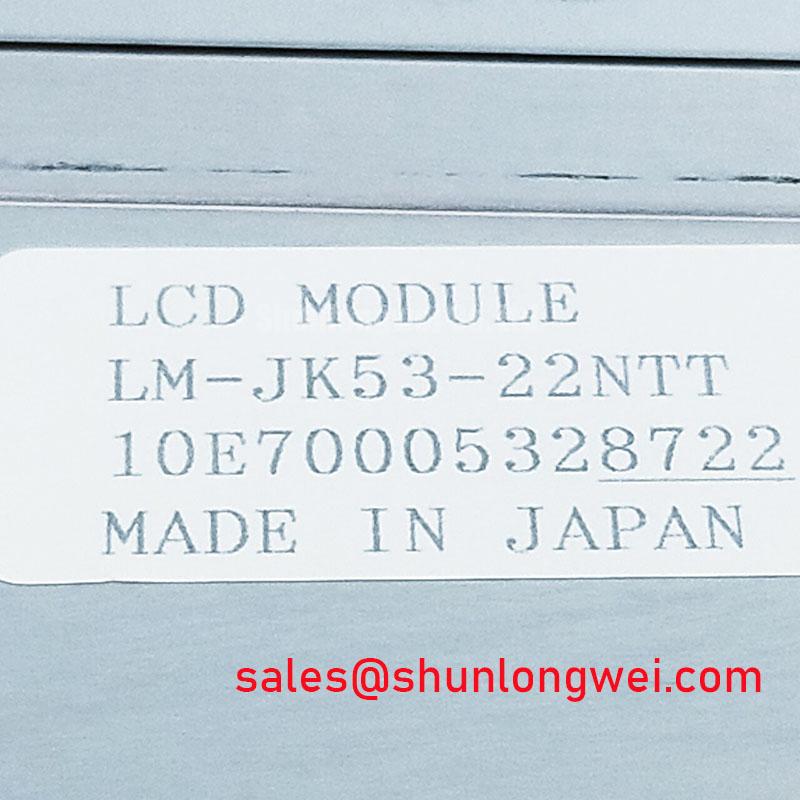 LCD MODULE
LM-JK53-22NTT
10E70005328722
MADE IN JAPAN
sales@shunlongwei.com